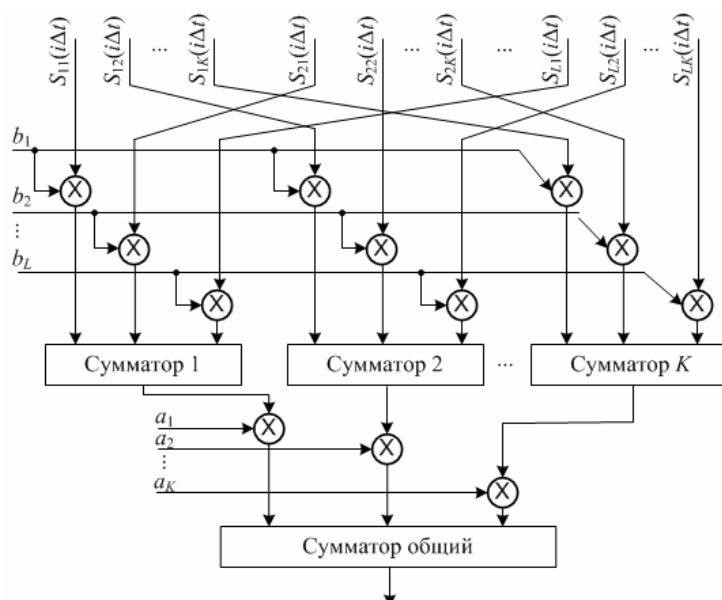 S₁₁(iΔt) S₁₂(iΔt) ... S₁K(iΔt) S₂₁(iΔt) S₂₂(iΔt) ... S₂K(iΔt) ... SL₁(iΔt) SL₂(iΔt) ... SLK(iΔt)
b₁
X X X
b₂
X X X
...
bL
X X X
Сумматор 1 Сумматор 2 ... Сумматор K
a₁ X
a₂ X
...
aK X
Сумматор общий